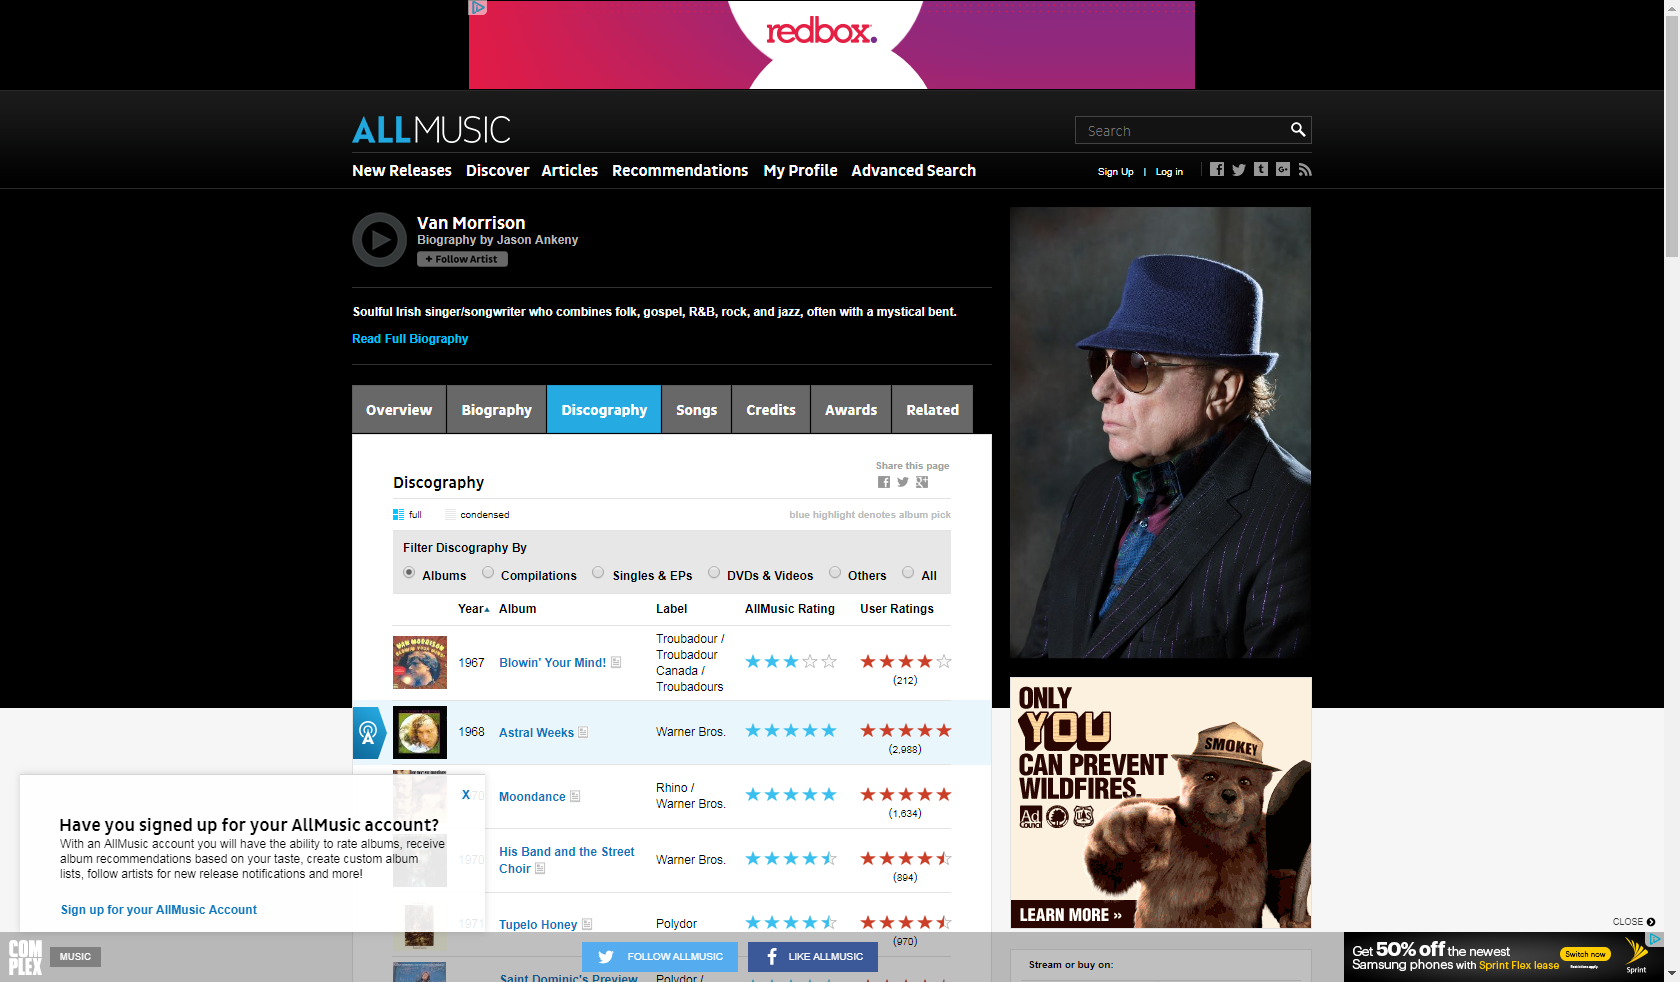 redbox.
ALLMUSIC
Search
New Releases Discover Articles Recommendations My Profile Advanced Search
Sign Up | Log in
Van Morrison
Biography by Jason Ankeny
+ Follow Artist
Soulful Irish singer/songwriter who combines folk, gospel, R&B, rock, and jazz, often with a mystical bent.
Read Full Biography
Overview Biography Discography Songs Credits Awards Related
Share this page
Discography
full condensed blue highlight denotes album pick
Filter Discography By
Albums Compilations Singles & EPs DVDs & Videos Others All
Year Album Label AllMusic Rating User Ratings
VAN MORRISON
BLOWIN' YOUR MIND!
1967 Blowin' Your Mind! Troubadour /
Troubadour
Canada /
Troubadours
(212)
1968 Astral Weeks Warner Bros.
(2,988)
Moondance Rhino /
Warner Bros.
(1,634)
1970 His Band and the Street
Choir Warner Bros.
(894)
1971 Tupelo Honey Polydor
(970)
Saint Dominic's Preview Polydor /
X
Have you signed up for your AllMusic account?
With an AllMusic account you will have the ability to rate albums, receive
album recommendations based on your taste, create custom album
lists, follow artists for new release notifications and more!
Sign up for your AllMusic Account
ONLY
YOU
CAN PREVENT
WILDFIRES.
Ad
Council
SMOKEY
LEARN MORE »
Stream or buy on:
CLOSE
COM
PLEX
MUSIC
FOLLOW ALLMUSIC
LIKE ALLMUSIC
Get 50% off the newest
Samsung phones with Sprint Flex lease
Switch now
Restrictions apply.
Sprint